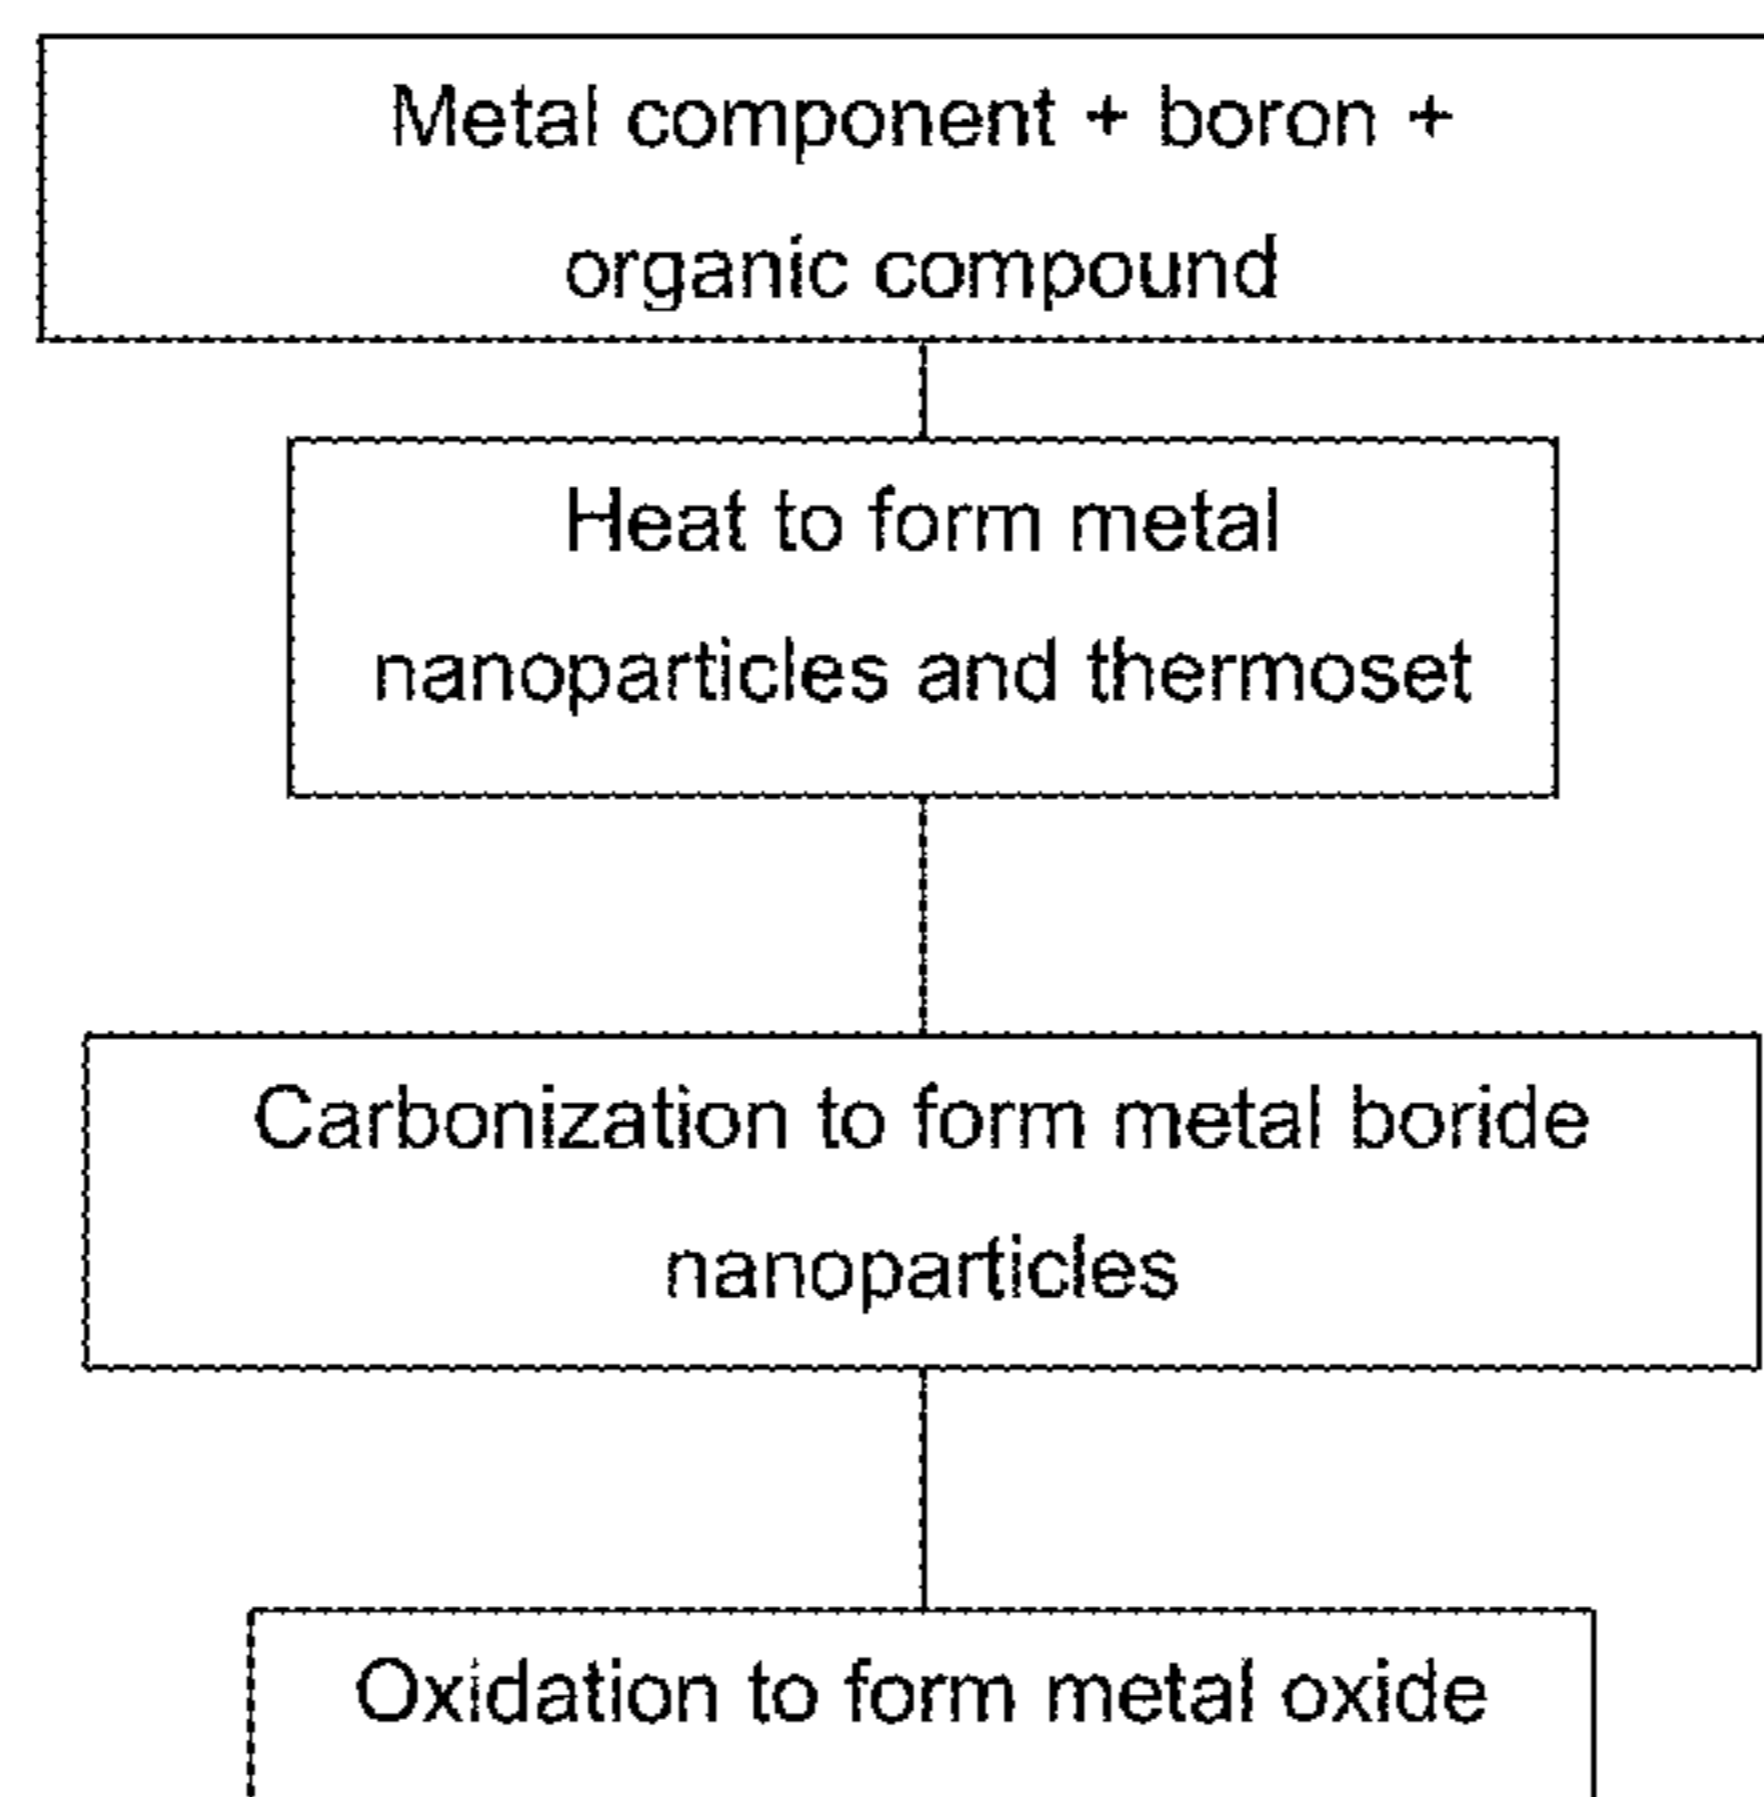 Metal component + boron +
organic compound
Heat to form metal
nanoparticles and thermoset
Carbonization to form metal boride
nanoparticles
Oxidation to form metal oxide